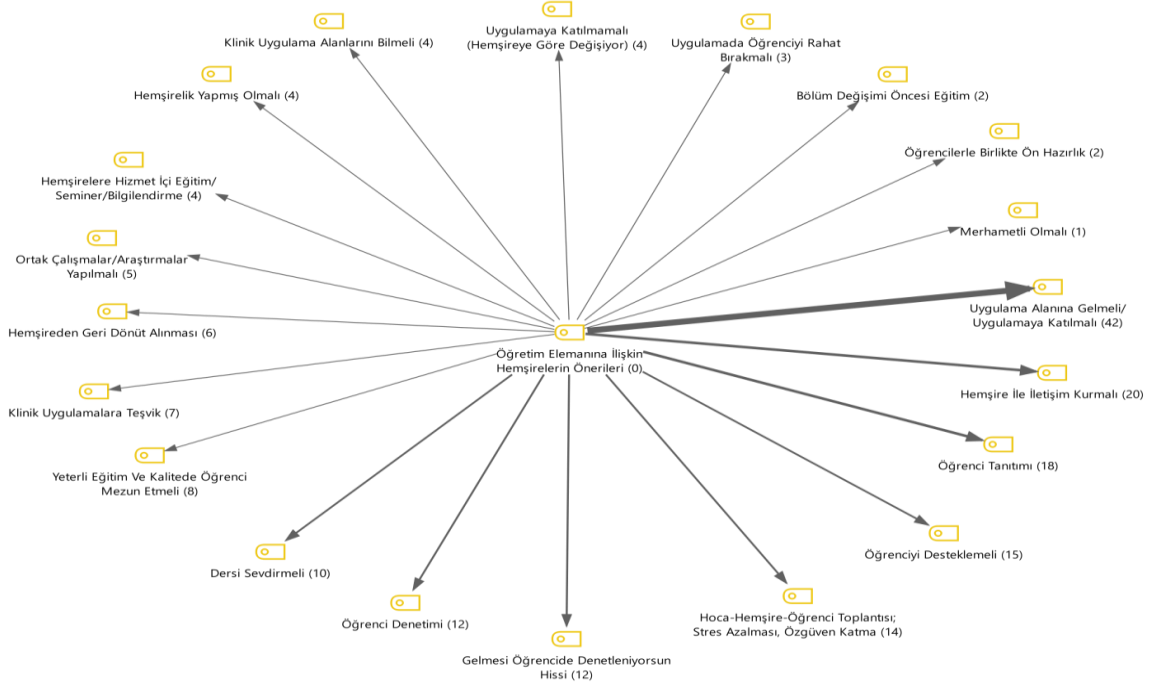 Uygulamaya Katılmamalı
(Hemşireye Göre Değişiyor) (4)
Klinik Uygulama Alanlarını Bilmeli (4)
Uygulamada Öğrenciyi Rahat
Bırakmalı (3)
Hemşirelik Yapmış Olmalı (4)
Bölüm Değişimi Öncesi Eğitim (2)
Öğrencilerle Birlikte Ön Hazırlık (2)
Hemşirelere Hizmet İçi Eğitim/
Seminer/Bilgilendirme (4)
Merhametli Olmalı (1)
Ortak Çalışmalar/Araştırmalar
Yapılmalı (5)
Uygulama Alanına Gelmeli/
Uygulamaya Katılmalı (42)
Hemşireden Geri Dönüt Alınması (6)
Öğretim Elemanına İlişkin
Hemşirelerin Önerileri (0)
Hemşire İle İletişim Kurmalı (20)
Klinik Uygulamalara Teşvik (7)
Öğrenci Tanıtımı (18)
Yeterli Eğitim Ve Kalitede Öğrenci
Mezun Etmeli (8)
Öğrenciyi Desteklemeli (15)
Dersi Sevdirmeli (10)
Öğrenci Denetimi (12)
Hoca-Hemşire-Öğrenci Toplantısı;
Stres Azalması, Özgüven Katma (14)
Gelmesi Öğrencide Denetleniyorsun
Hissi (12)